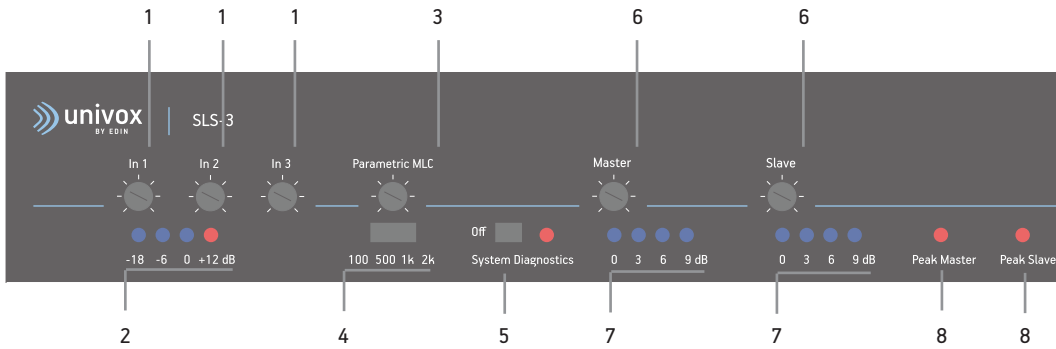 1 1 1 3 6 6
univox
BY EDIN
SLS-3
In 1 In 2 In 3 Parametric MLC Master Slave
Off
-18 -6 0 +12 dB 100 500 1k 2k System Diagnostics 0 3 6 9 dB 0 3 6 9 dB Peak Master Peak Slave
2 4 5 7 7 8 8